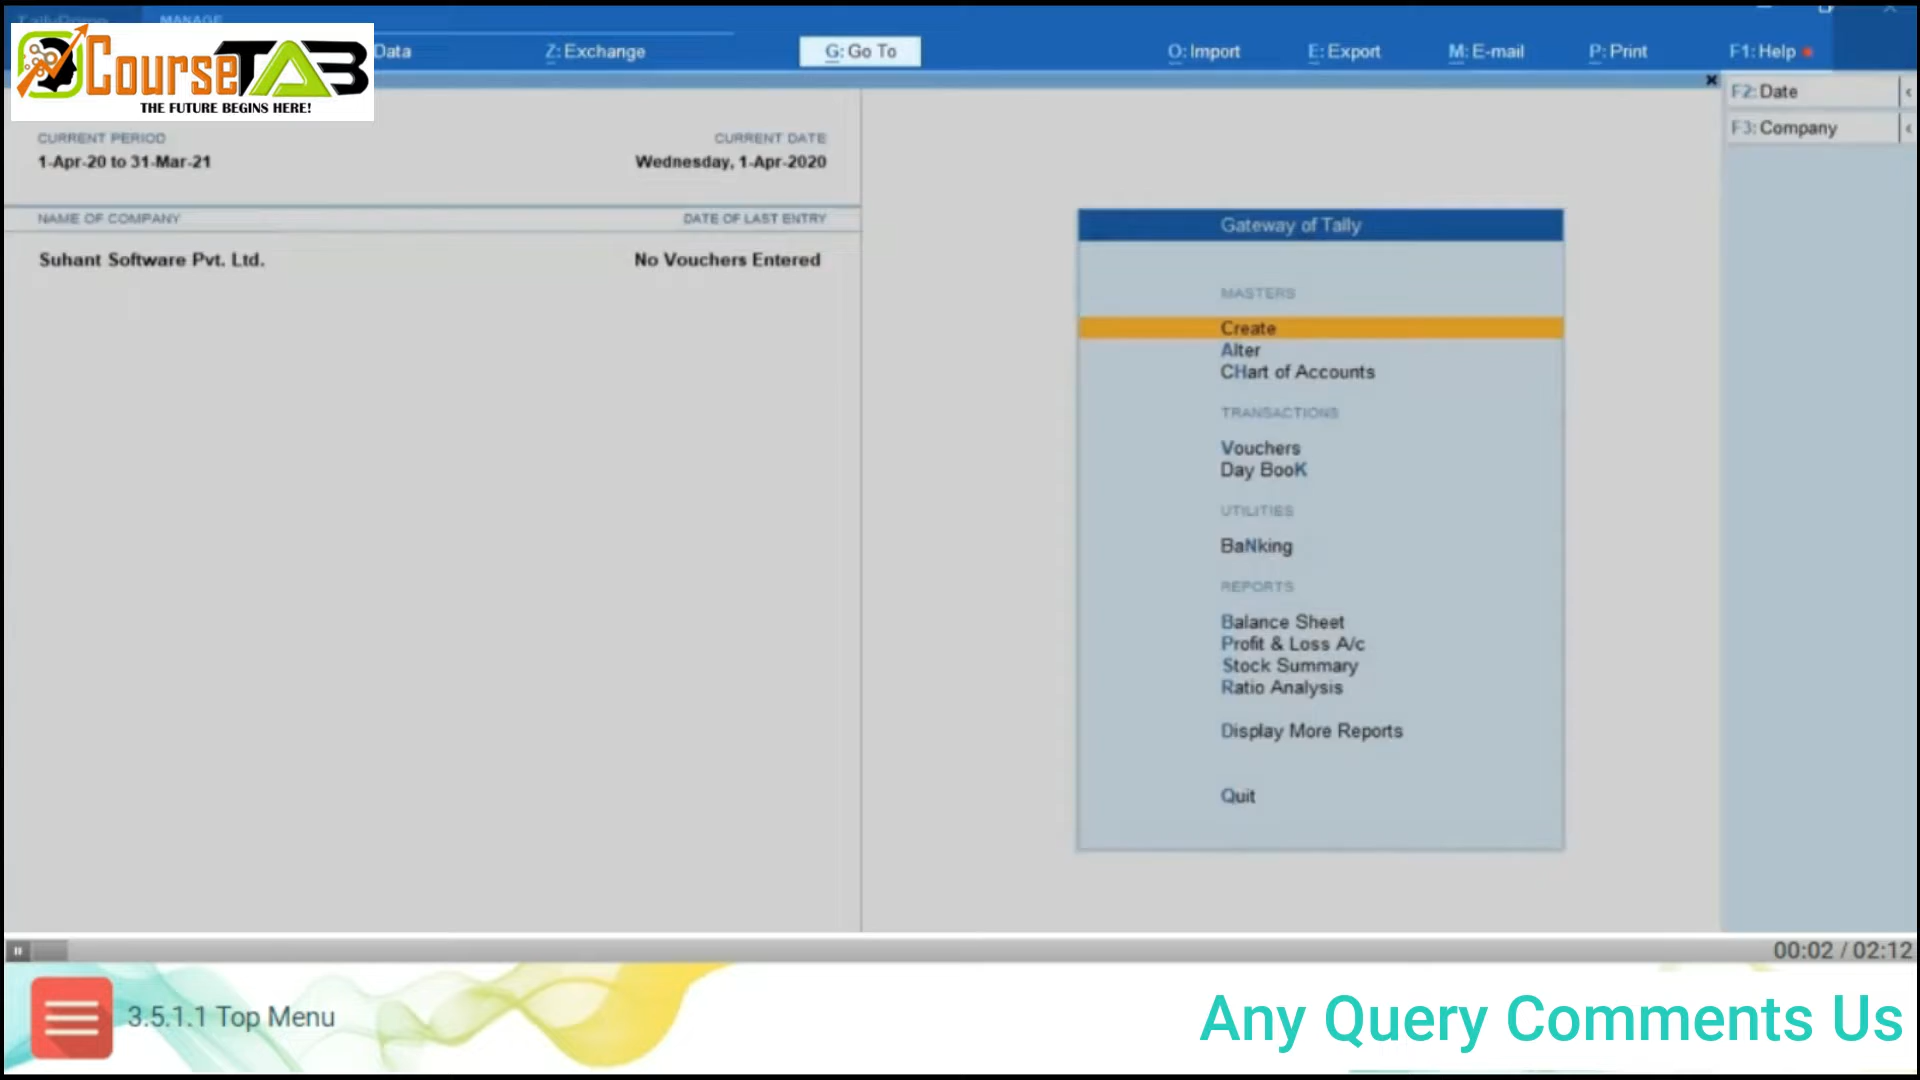 TallyPrime
MANAGE
CourseTAB
THE FUTURE BEGINS HERE!
Data
Z: Exchange
G: Go To
O: Import
E: Export
M: E-mail
P: Print
F1: Help
F2: Date
F3: Company
CURRENT PERIOD
CURRENT DATE
1-Apr-20 to 31-Mar-21
Wednesday, 1-Apr-2020
NAME OF COMPANY
DATE OF LAST ENTRY
Suhant Software Pvt. Ltd.
No Vouchers Entered
Gateway of Tally
MASTERS
Create
Alter
CHart of Accounts
TRANSACTIONS
Vouchers
Day BooK
UTILITIES
BaNking
REPORTS
Balance Sheet
Profit & Loss A/c
Stock Summary
Ratio Analysis
Display More Reports
Quit
00:02 / 02:12
3.5.1.1 Top Menu
Any Query Comments Us